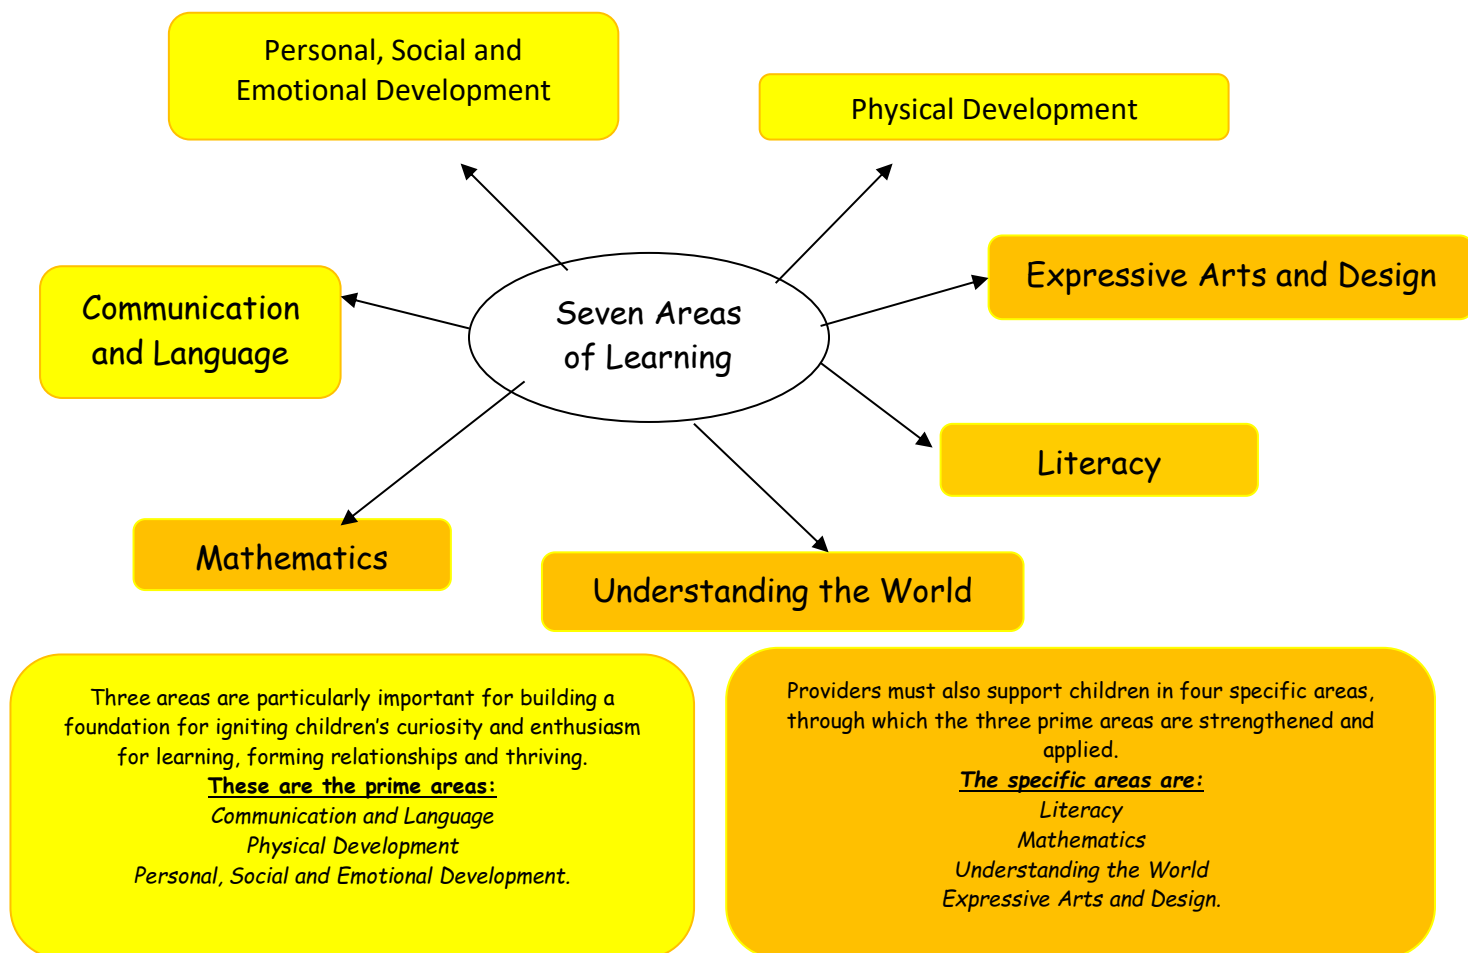 Personal, Social and
Emotional Development
Physical Development
Expressive Arts and Design
Communication
and Language
Seven Areas
of Learning
Literacy
Mathematics
Understanding the World
Three areas are particularly important for building a
foundation for igniting children’s curiosity and enthusiasm
for learning, forming relationships and thriving.
These are the prime areas:
Communication and Language
Physical Development
Personal, Social and Emotional Development.
Providers must also support children in four specific areas,
through which the three prime areas are strengthened and
applied.
The specific areas are:
Literacy
Mathematics
Understanding the World
Expressive Arts and Design.